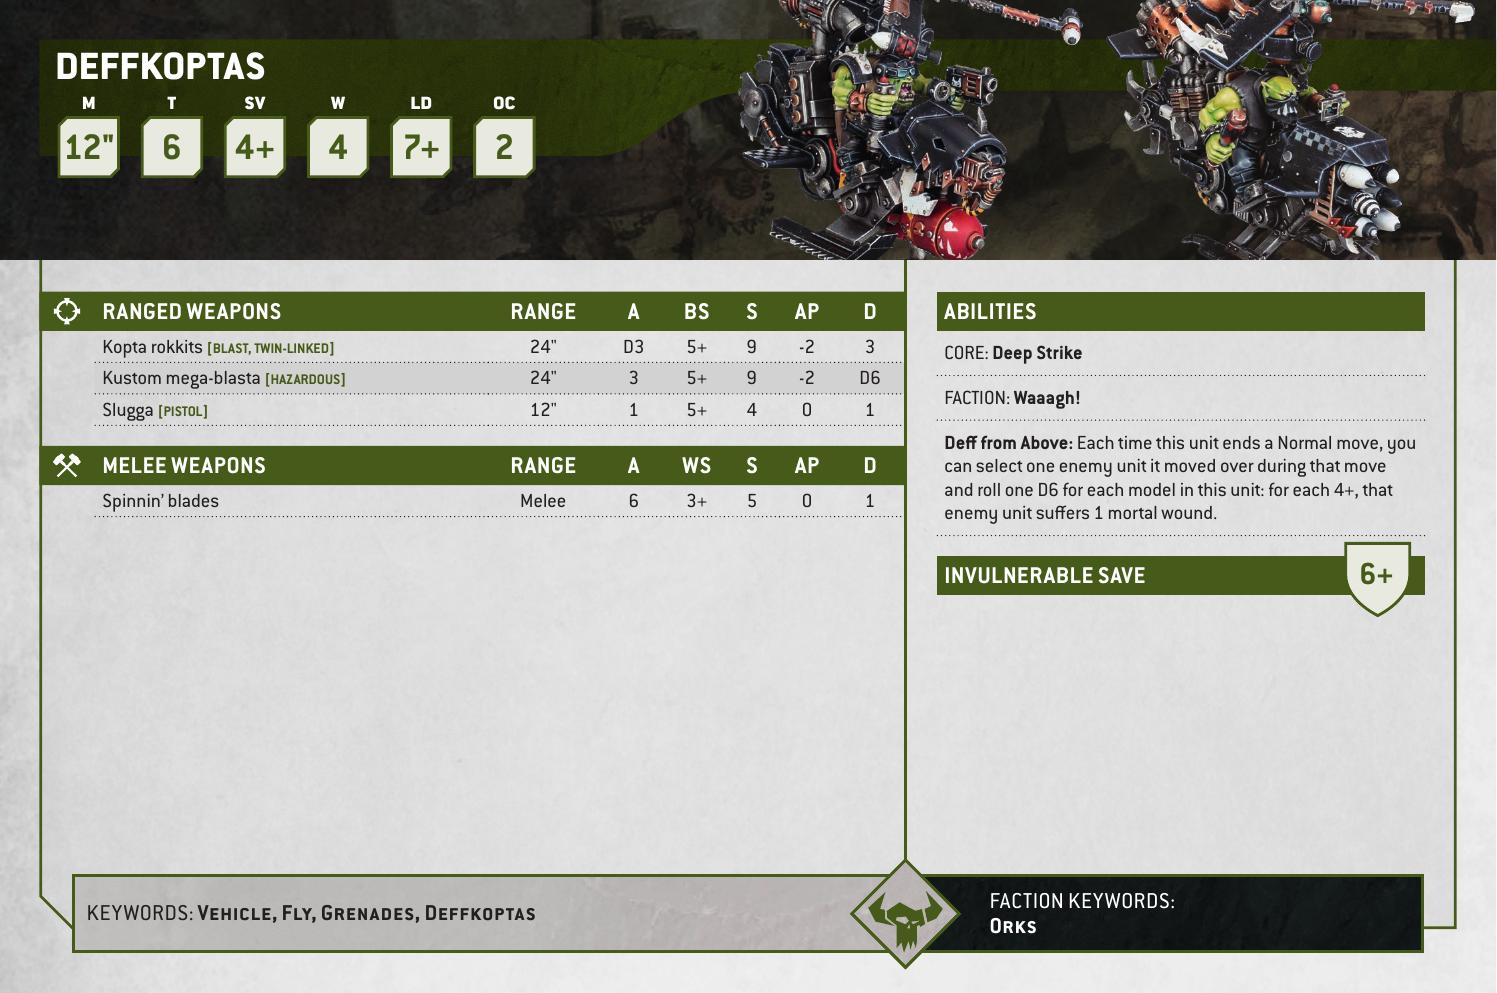 DEFFKOPTAS
M T SV W LD OC
12" 6 4+ 4 7+ 2
RANGED WEAPONS RANGE A BS S AP D
Kopta rokkits [BLAST, TWIN-LINKED] 24" D3 5+ 9 -2 3
Kustom mega-blasta [HAZARDOUS] 24" 3 5+ 9 -2 D6
Slugga [PISTOL] 12" 1 5+ 4 0 1
MELEE WEAPONS RANGE A WS S AP D
Spinnin’ blades Melee 6 3+ 5 0 1
ABILITIES
CORE: Deep Strike
FACTION: Waaagh!
Deff from Above: Each time this unit ends a Normal move, you
can select one enemy unit it moved over during that move
and roll one D6 for each model in this unit: for each 4+, that
enemy unit suffers 1 mortal wound.
INVULNERABLE SAVE 6+
KEYWORDS: VEHICLE, FLY, GRENADES, DEFFKOPTAS
FACTION KEYWORDS:
ORKS